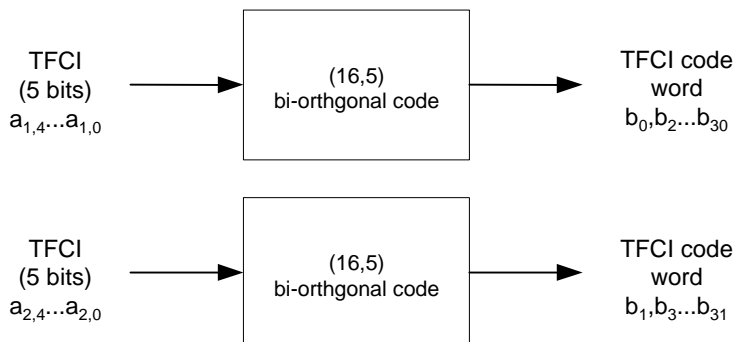 TFCI
(5 bits)
a1,4...a1,0
(16,5)
bi-orthgonal code
TFCI code
word
b0,b2...b30
TFCI
(5 bits)
a2,4...a2,0
(16,5)
bi-orthgonal code
TFCI code
word
b1,b3...b31